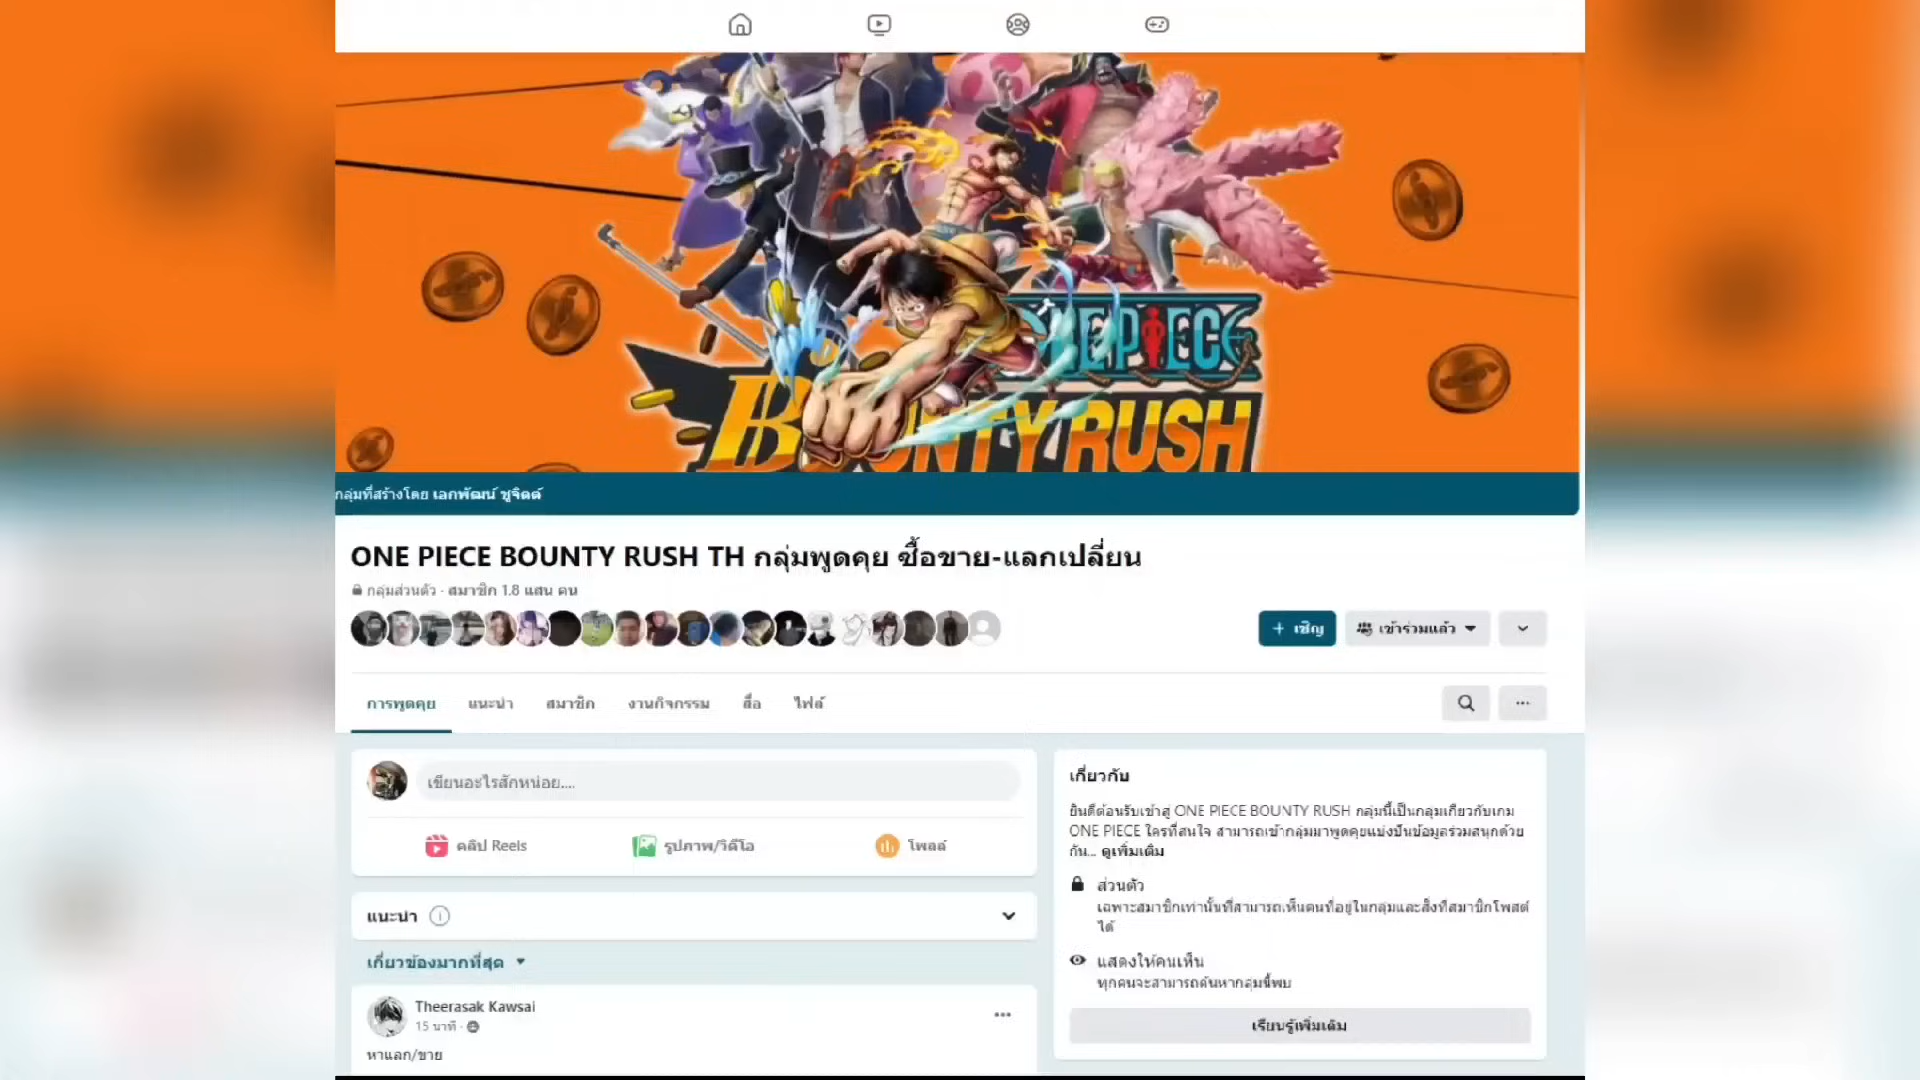 ONE PIECE
BOUNTY RUSH
กลุ่มที่สร้างโดย เอกพัฒน์ ชูจิตต์
ONE PIECE BOUNTY RUSH TH กลุ่มพูดคุย ซื้อขาย-แลกเปลี่ยน
กลุ่มส่วนตัว · สมาชิก 1.8 แสน คน
+ เชิญ
เข้าร่วมแล้ว
การพูดคุย
แนะนำ
สมาชิก
งานกิจกรรม
สื่อ
ไฟล์
เขียนอะไรสักหน่อย....
คลิป Reels
รูปภาพ/วิดีโอ
โพลล์
แนะนำ
เกี่ยวข้องมากที่สุด
Theerasak Kawsai
15 นาที ·
หาแลก/ขาย
เกี่ยวกับ
ยินดีต้อนรับเข้าสู่ ONE PIECE BOUNTY RUSH กลุ่มนี้เป็นกลุ่มเกี่ยวกับเกม
ONE PIECE ใครที่สนใจ สามารถเข้ากลุ่มมาพูดคุยแบ่งปันข้อมูลร่วมสนุกด้วย
กัน... ดูเพิ่มเติม
ส่วนตัว
เฉพาะสมาชิกเท่านั้นที่สามารถเห็นคนที่อยู่ในกลุ่มและสิ่งที่สมาชิกโพสต์
ได้
แสดงให้คนเห็น
ทุกคนจะสามารถค้นหากลุ่มนี้พบ
เรียนรู้เพิ่มเติม